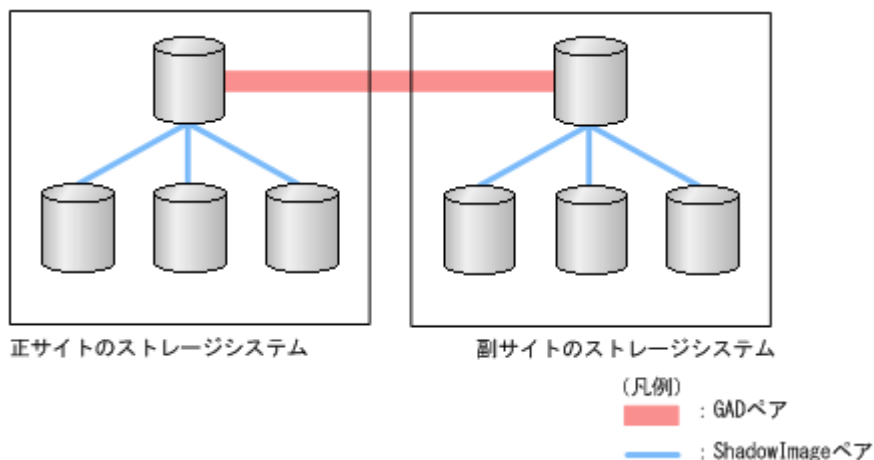 正サイトのストレージシステム
副サイトのストレージシステム
(凡例)
: GADペア
: ShadowImageペア